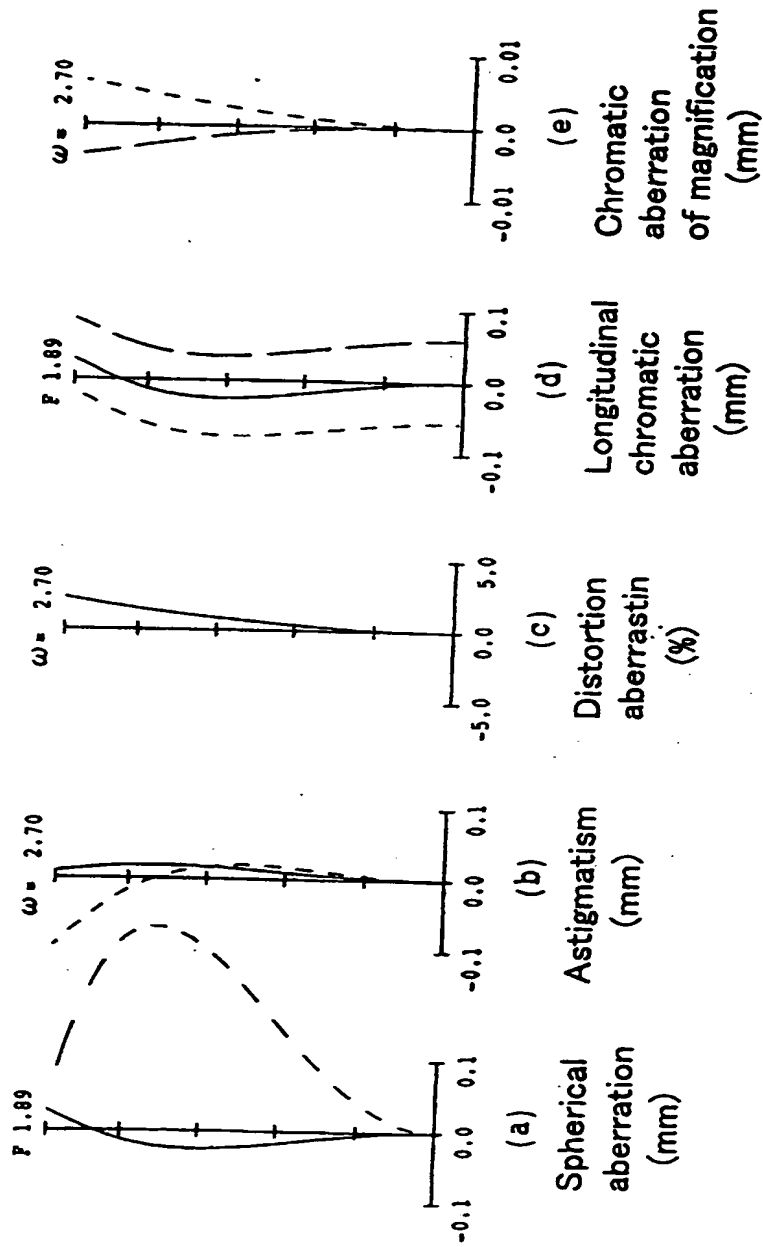 F 1.89
-0.1 0.0 0.1
(a)
Spherical
aberration
(mm)
ω= 2.70
-0.1 0.0 0.1
(b)
Astigmatism
(mm)
ω= 2.70
-5.0 0.0 5.0
(c)
Distortion
aberrastin
(%)
F 1.89
-0.1 0.0 0.1
(d)
Longitudinal
chromatic
aberration
(mm)
ω= 2.70
-0.01 0.0 0.01
(e)
Chromatic
aberration
of magnification
(mm)